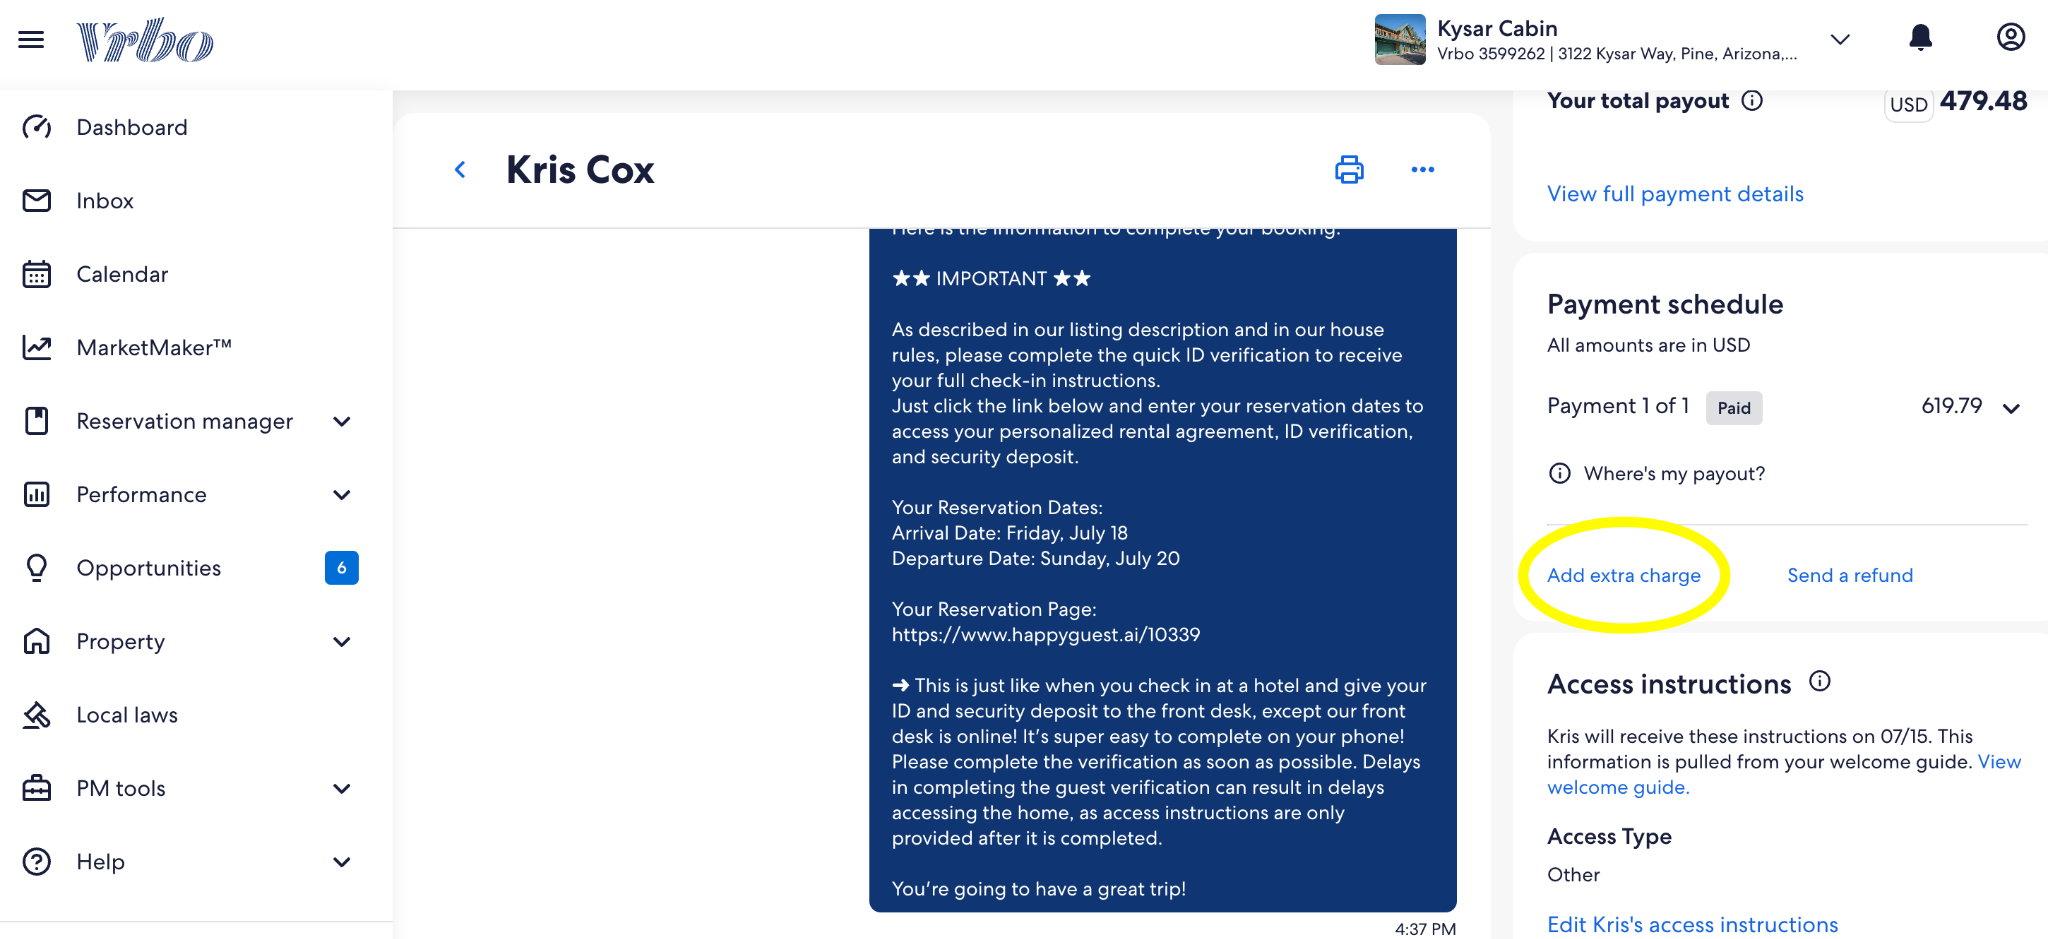 Vrbo
Kysar Cabin
Vrbo 3599262 | 3122 Kysar Way, Pine, Arizona,...
Dashboard
Inbox
Calendar
MarketMaker™
Reservation manager
Performance
Opportunities
6
Property
Local laws
PM tools
Help
Kris Cox
Here is the information to complete your booking:
★★ IMPORTANT ★★
As described in our listing description and in our house
rules, please complete the quick ID verification to receive
your full check-in instructions.
Just click the link below and enter your reservation dates to
access your personalized rental agreement, ID verification,
and security deposit.
Your Reservation Dates:
Arrival Date: Friday, July 18
Departure Date: Sunday, July 20
Your Reservation Page:
https://www.happyguest.ai/10339
➜ This is just like when you check in at a hotel and give your
ID and security deposit to the front desk, except our front
desk is online! It's super easy to complete on your phone!
Please complete the verification as soon as possible. Delays
in completing the guest verification can result in delays
accessing the home, as access instructions are only
provided after it is completed.
You're going to have a great trip!
4:37 PM
Your total payout USD 479.48
View full payment details
Payment schedule
All amounts are in USD
Payment 1 of 1 Paid 619.79
Where's my payout?
Add extra charge Send a refund
Access instructions
Kris will receive these instructions on 07/15. This
information is pulled from your welcome guide. View
welcome guide.
Access Type
Other
Edit Kris's access instructions